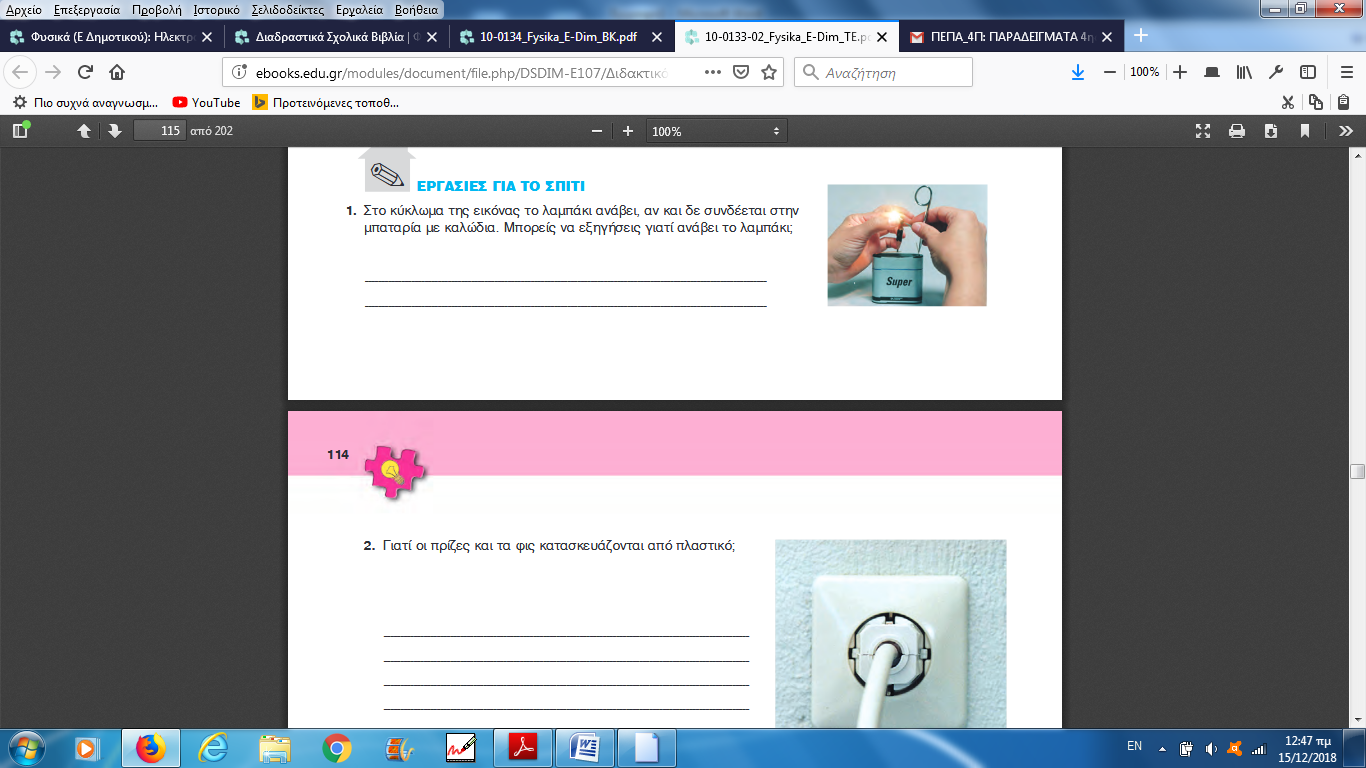 Αρχείο Επεξεργασία Προβολή Ιστορικό Σελιδοδείκτες Εργαλεία Βοήθεια
Φυσικά (Ε Δημοτικού): Ηλεκτρ
Διαδραστικά Σχολικά Βιβλία | Φ
10-0134_Fysika_E-Dim_BK.pdf
10-0133-02_Fysika_E-Dim_TE.pd
ΠΕΠΑ_4Π: ΠΑΡΑΔΕΙΓΜΑΤΑ 4η
ebooks.edu.gr/modules/document/file.php/DSDIM-E107/Διδακτικό
Αναζήτηση
100%
Πιο συχνά αναγνωσμ...
YouTube
Προτεινόμενες τοποθ...
115 από 202
100%
ΕΡΓΑΣΙΕΣ ΓΙΑ ΤΟ ΣΠΙΤΙ
1. Στο κύκλωμα της εικόνας το λαμπάκι ανάβει, αν και δε συνδέεται στην
μπαταρία με καλώδια. Μπορείς να εξηγήσεις γιατί ανάβει το λαμπάκι;
Super
114
2. Γιατί οι πρίζες και τα φις κατασκευάζονται από πλαστικό;
EN
12:47 πμ
15/12/2018